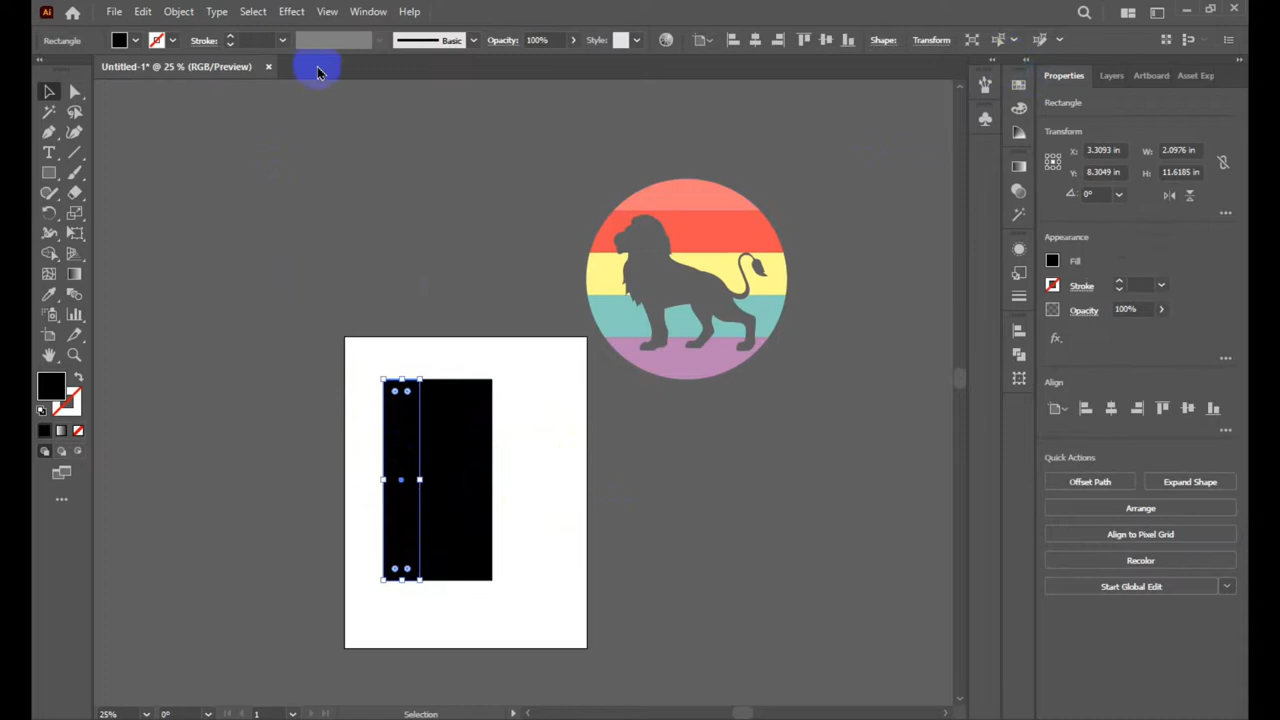 Ai File Edit Object Type Select Effect View Window Help
Rectangle Stroke: Basic Opacity: 100% Style: Shape: Transform
Untitled-1* @ 25 % (RGB/Preview) ×
Properties Layers Artboard Asset Exp
Rectangle
Transform
X: 3.3093 in W: 2.0976 in
Y: 8.3049 in H: 11.6185 in
0°
Appearance
Fill
Stroke
Opacity 100%
fx.
Align
Quick Actions
Offset Path Expand Shape
Arrange
Align to Pixel Grid
Recolor
Start Global Edit
25% 0° 1 Selection